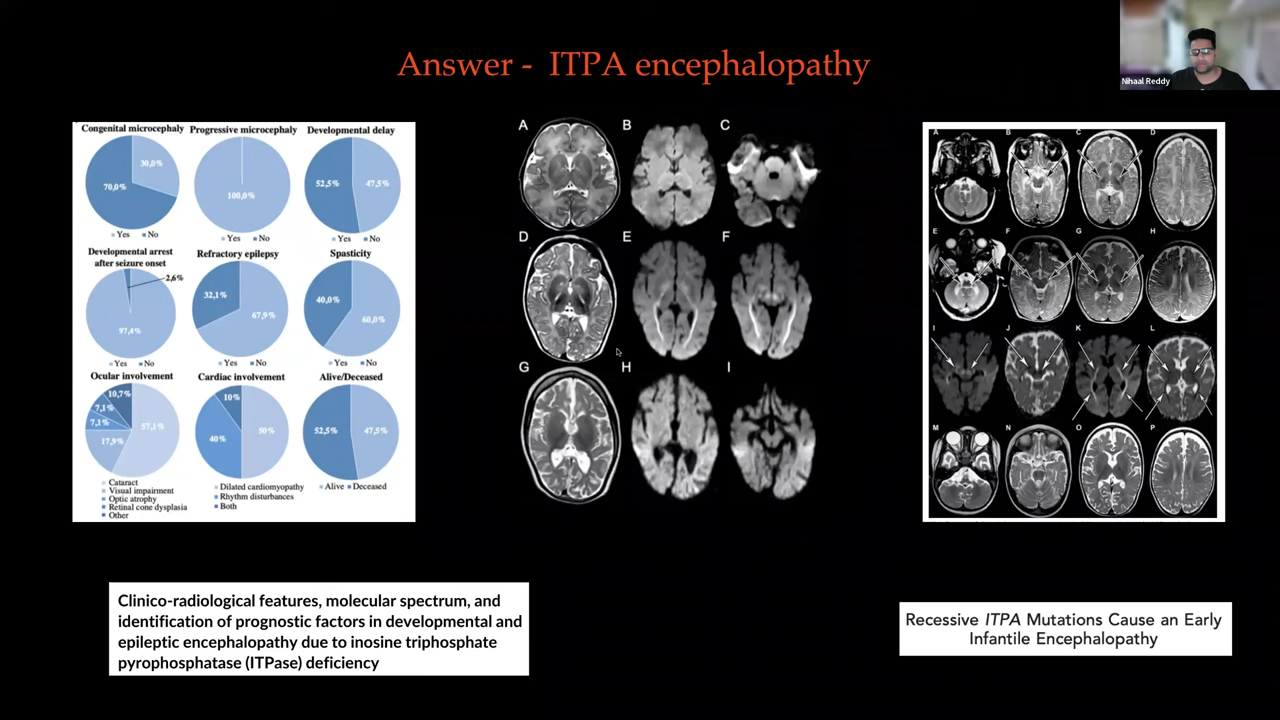 Answer - ITPA encephalopathy
Nihaal Reddy
Congenital microcephaly
30,0%
70,0%
Yes No
Progressive microcephaly
100,0%
Yes No
Developmental delay
52,5%
47,5%
Yes No
Developmental arrest
after seizure onset
2,6%
97,4%
Yes No
Refractory epilepsy
32,1%
67,9%
Yes No
Spasticity
40,0%
60,0%
Yes No
Ocular involvement
10,7%
7,1%
7,1%
17,9%
57,1%
Cataract
Visual impairment
Optic atrophy
Retinal cone dysplasia
Other
Cardiac involvement
10%
40%
50%
Dilated cardiomyopathy
Rhythm disturbances
Both
Alive/Deceased
52,5%
47,5%
Alive Deceased
A B C
D E F
G H I
A B C D
E F G H
I J K L
M N O P
Clinico-radiological features, molecular spectrum, and
identification of prognostic factors in developmental and
epileptic encephalopathy due to inosine triphosphate
pyrophosphatase (ITPase) deficiency
Recessive ITPA Mutations Cause an Early
Infantile Encephalopathy